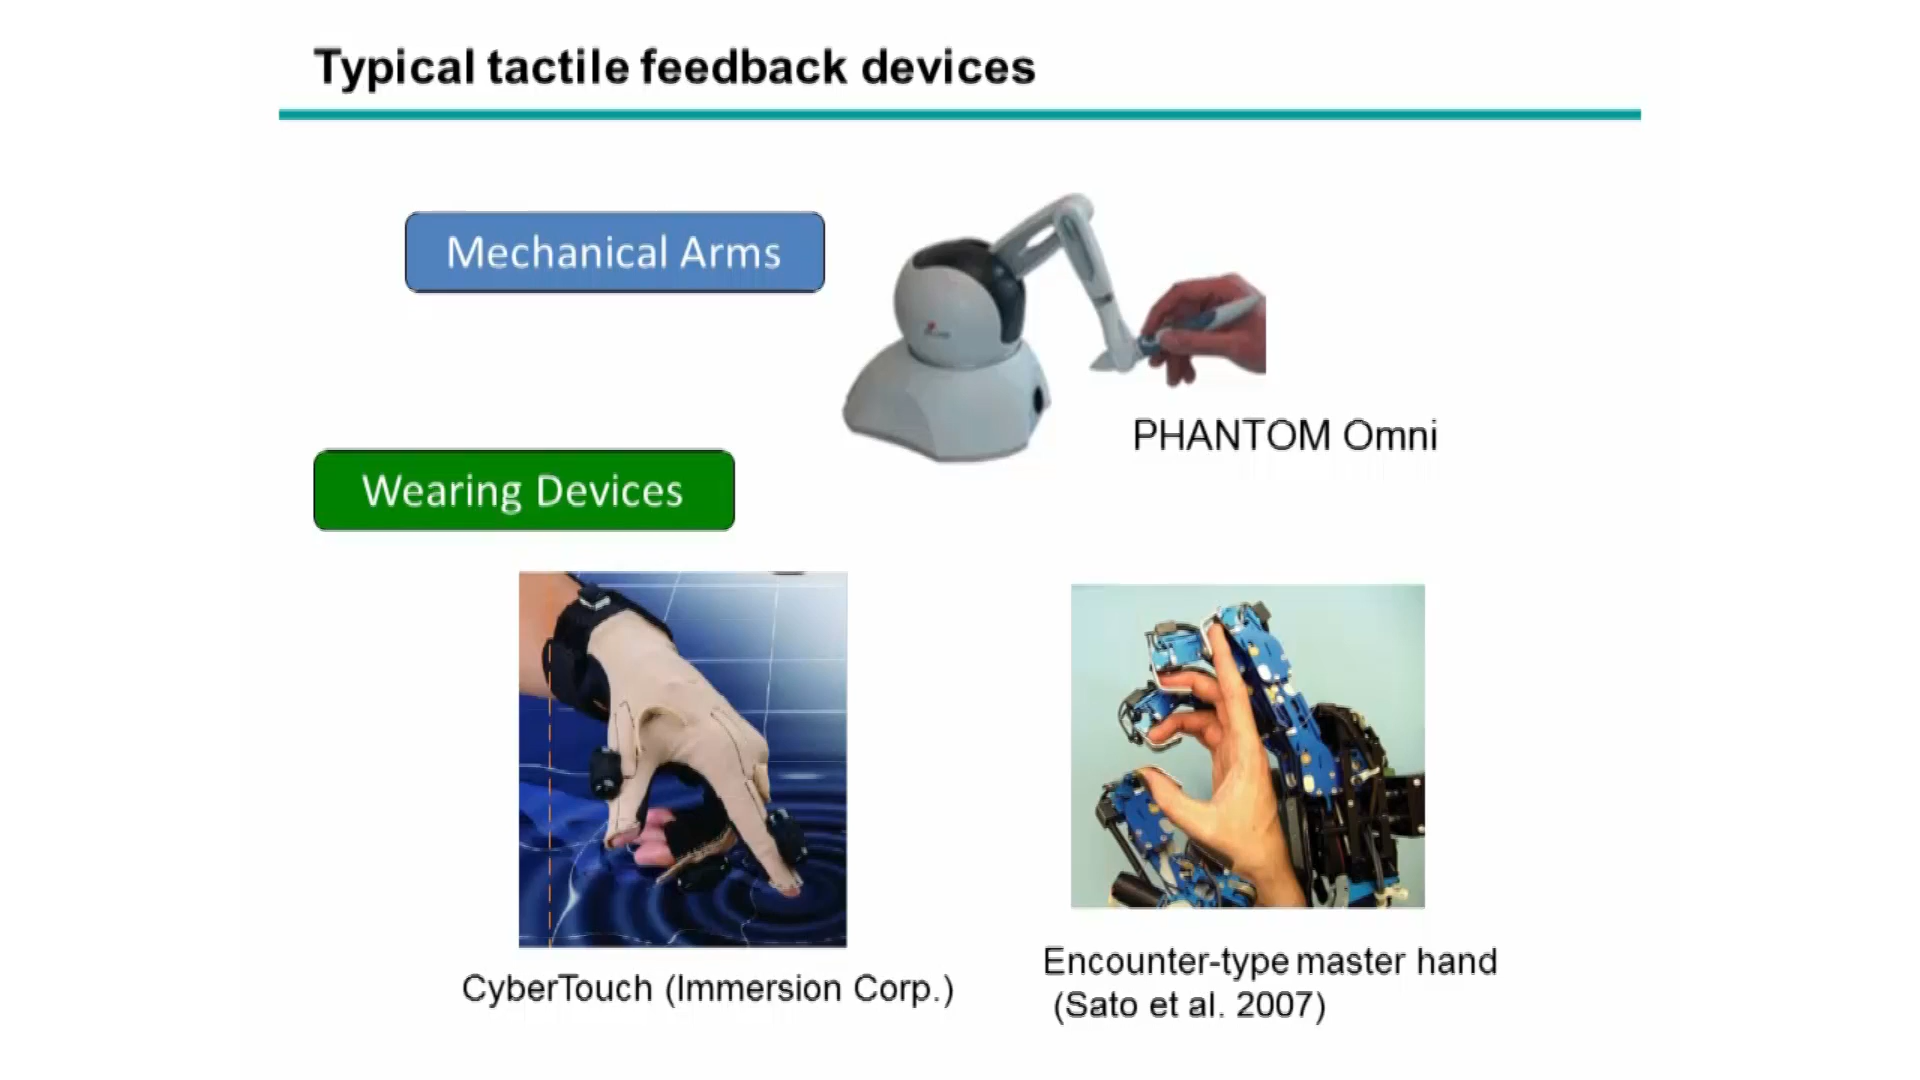 Typical tactile feedback devices
Mechanical Arms
PHANTOM Omni
Wearing Devices
CyberTouch (Immersion Corp.)
Encounter-type master hand
(Sato et al. 2007)